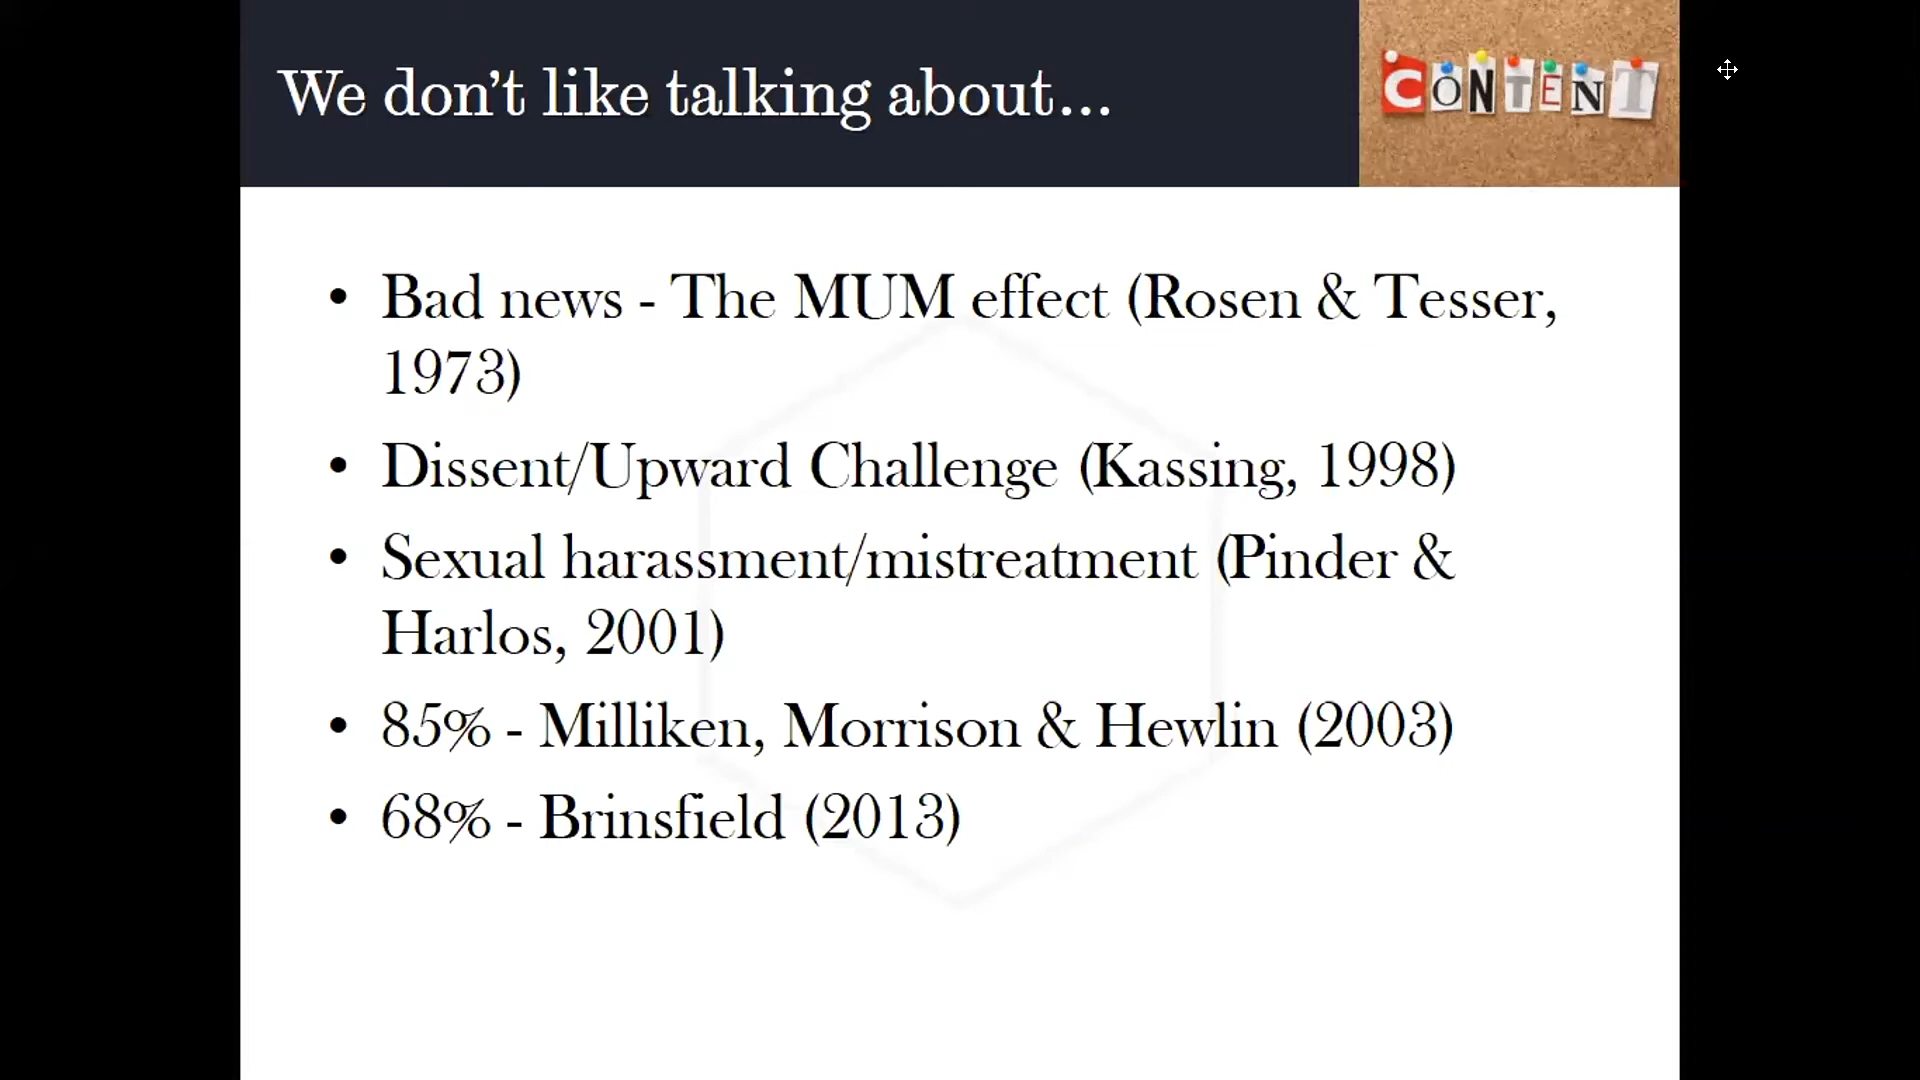 We don’t like talking about…
CONTENT
• Bad news - The MUM effect (Rosen & Tesser,
1973)
• Dissent/Upward Challenge (Kassing, 1998)
• Sexual harassment/mistreatment (Pinder &
Harlos, 2001)
• 85% - Milliken, Morrison & Hewlin (2003)
• 68% - Brinsfield (2013)